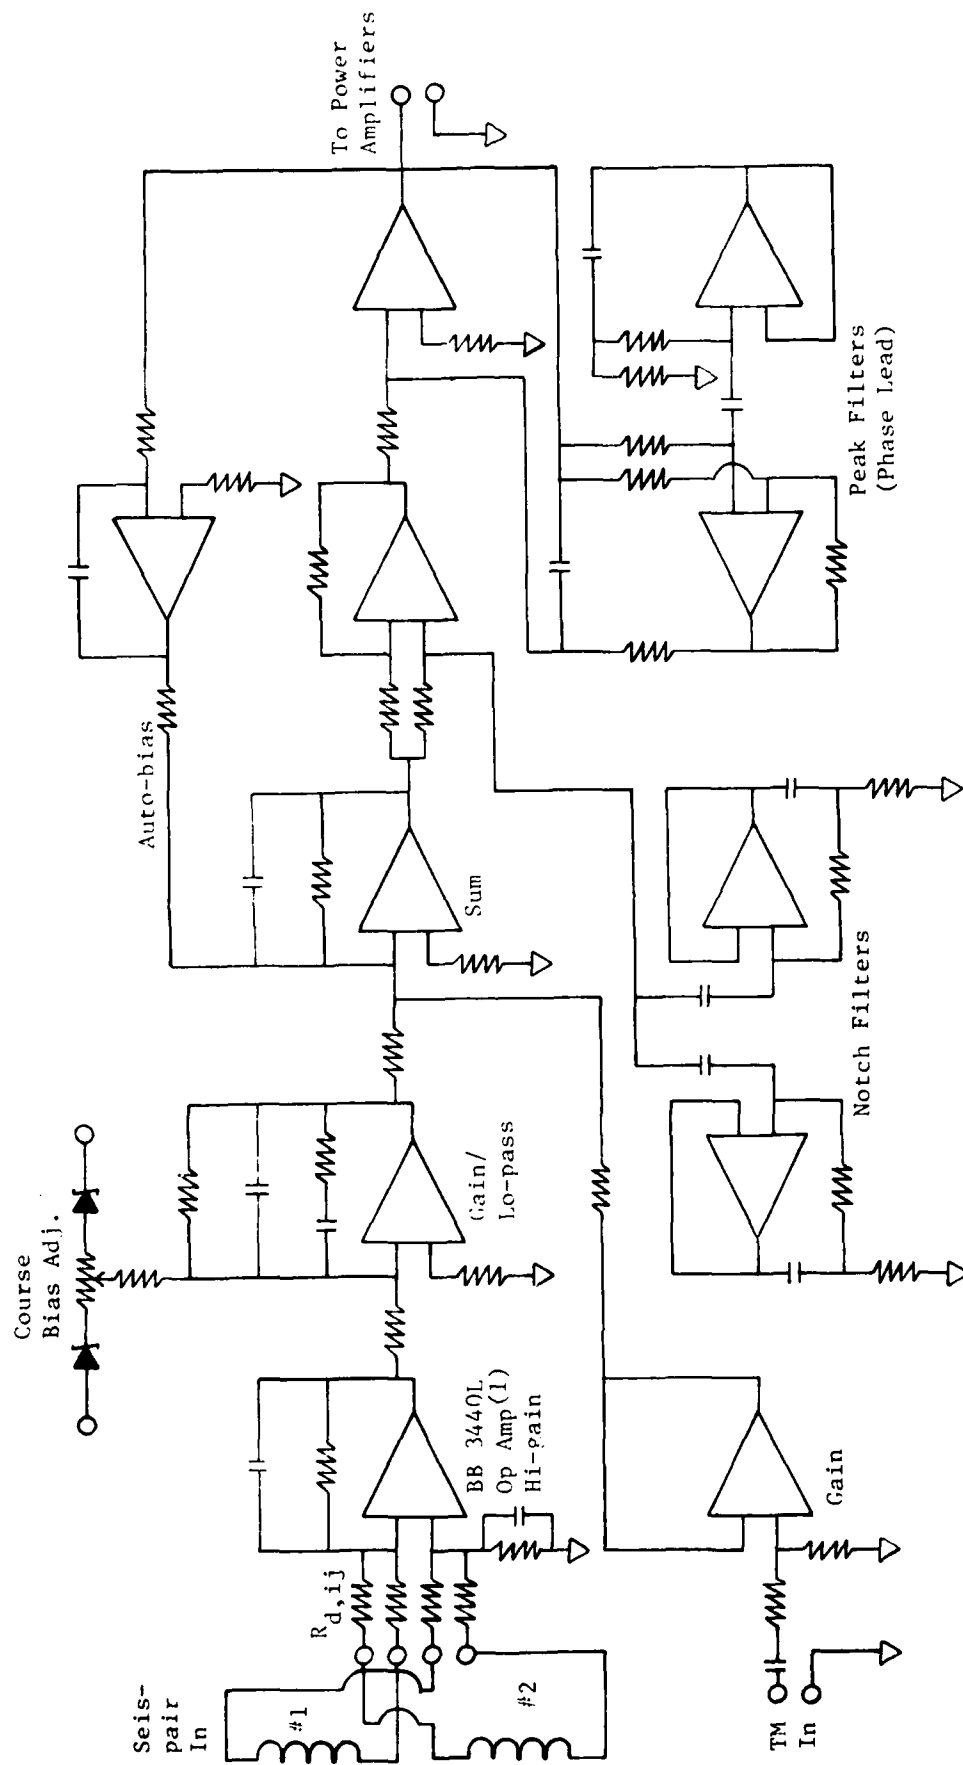 Seis-
pair
In
#1
#2
R d,ij
BB 3440L
Op Amp(1)
Hi-gain
Course
Bias Adj.
Gain/
Lo-pass
Auto-bias
Sum
To Power
Amplifiers
Peak Filters
(Phase Lead)
Notch Filters
Gain
TM
In